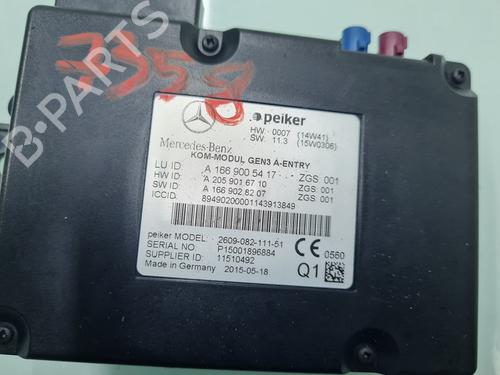 3358
B-PARTS
peiker
HW: 0007 (14W41)
SW: 11.3 (15W0306)
Mercedes-Benz
KOM-MODUL GEN3 A-ENTRY
LU ID: A 166 900 54 17 ZGS: 001
HW ID: A 205 901 67 10 ZGS: 001
SW ID: A 166 902 82 07
ICCID: 89490200001143913849
peiker MODEL: 2609-082-111-51
SERIAL NO: P15001896884
SUPPLIER ID: 11510492
Made in Germany 2015-05-18
CE 0560
Q1